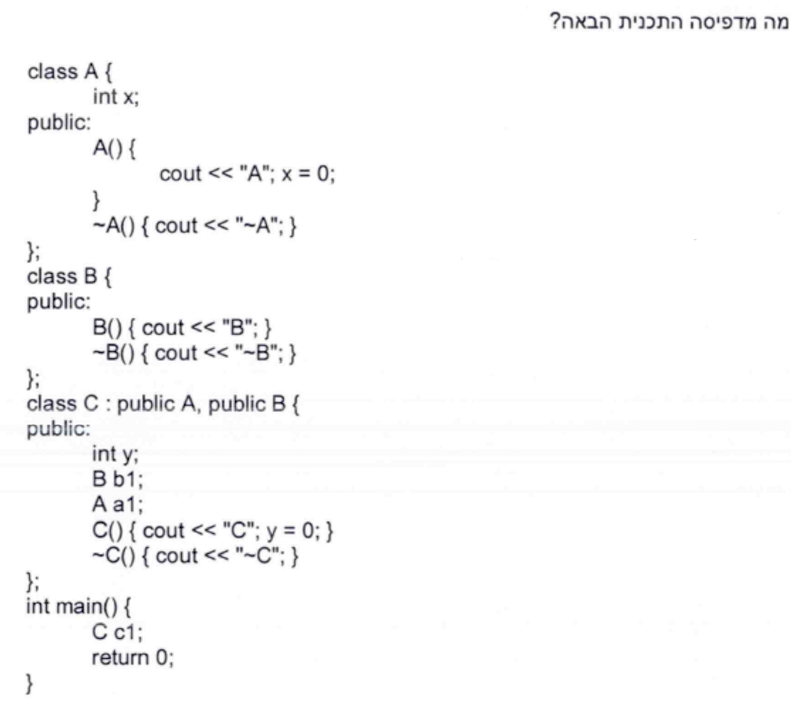 מה מדפיסה התכנית הבאה?
class A {
int x;
public:
A() {
cout << "A"; x = 0;
}
~A() { cout << "~A"; }
};
class B {
public:
B() { cout << "B"; }
~B() { cout << "~B"; }
};
class C : public A, public B {
public:
int y;
B b1;
A a1;
C() { cout << "C"; y = 0; }
~C() { cout << "~C"; }
};
int main() {
C c1;
return 0;
}